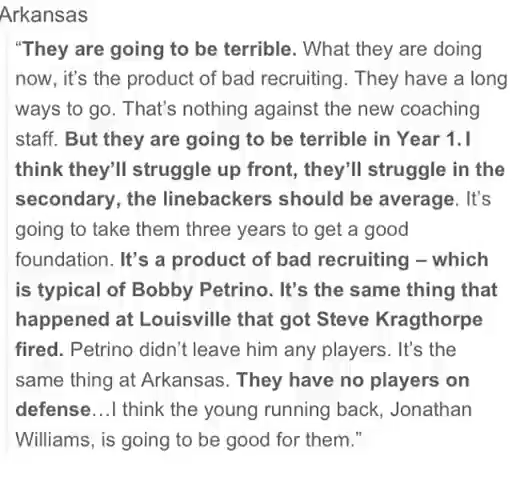 Arkansas
“They are going to be terrible. What they are doing
now, it’s the product of bad recruiting. They have a long
ways to go. That’s nothing against the new coaching
staff. But they are going to be terrible in Year 1. I
think they’ll struggle up front, they’ll struggle in the
secondary, the linebackers should be average. It’s
going to take them three years to get a good
foundation. It’s a product of bad recruiting – which
is typical of Bobby Petrino. It’s the same thing that
happened at Louisville that got Steve Kragthorpe
fired. Petrino didn’t leave him any players. It’s the
same thing at Arkansas. They have no players on
defense…I think the young running back, Jonathan
Williams, is going to be good for them.”